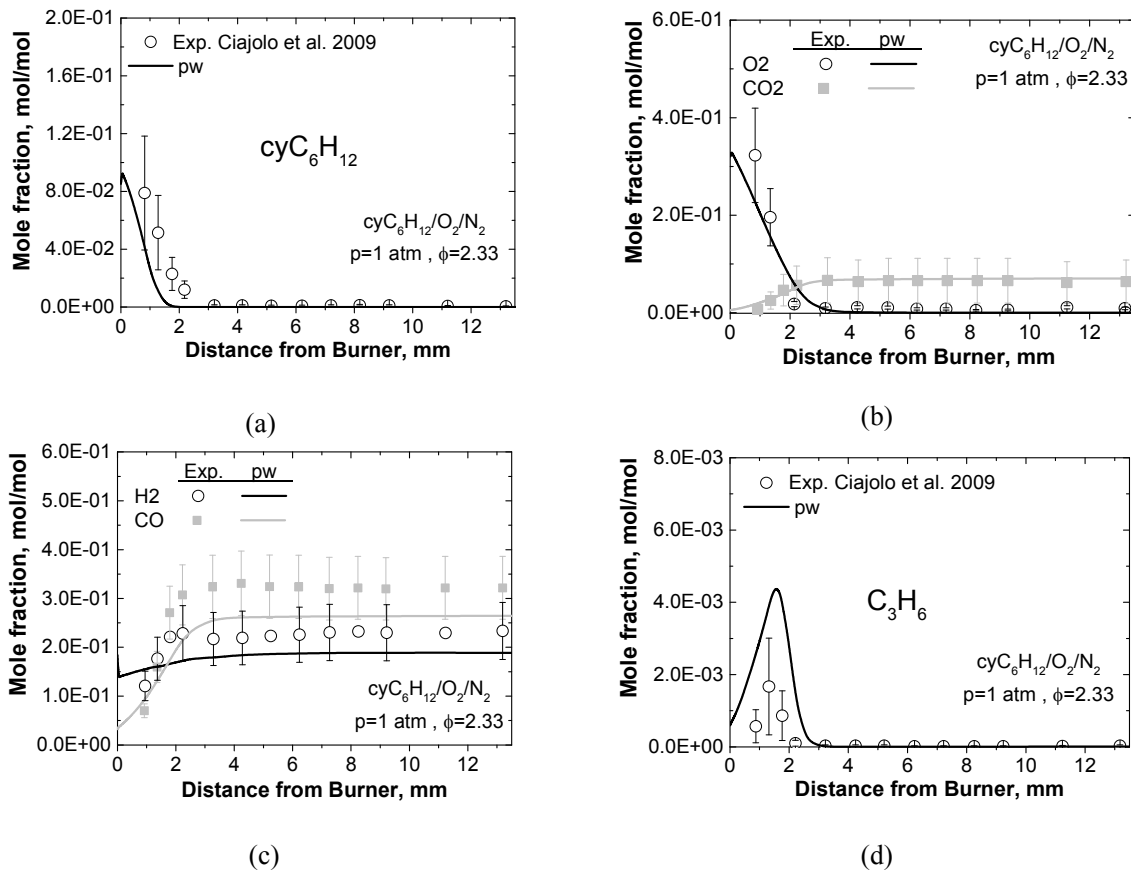 2.0E-01
1.6E-01
1.2E-01
8.0E-02
4.0E-02
0.0E+00
Mole fraction, mol/mol
Exp. Ciajolo et al. 2009
pw
cyC6H12
cyC6H12/O2/N2
p=1 atm , ϕ=2.33
0 2 4 6 8 10 12
Distance from Burner, mm
(a)
6.0E-01
4.0E-01
2.0E-01
0.0E+00
Mole fraction, mol/mol
Exp. pw
O2
CO2
cyC6H12/O2/N2
p=1 atm , ϕ=2.33
0 2 4 6 8 10 12
Distance from Burner, mm
(b)
6.0E-01
5.0E-01
4.0E-01
3.0E-01
2.0E-01
1.0E-01
0.0E+00
Mole fraction, mol/mol
Exp. pw
H2
CO
cyC6H12/O2/N2
p=1 atm , ϕ=2.33
0 2 4 6 8 10 12
Distance from Burner, mm
(c)
8.0E-03
6.0E-03
4.0E-03
2.0E-03
0.0E+00
Mole fraction, mol/mol
Exp. Ciajolo et al. 2009
pw
C3H6
cyC6H12/O2/N2
p=1 atm , ϕ=2.33
0 2 4 6 8 10 12
Distance from Burner, mm
(d)